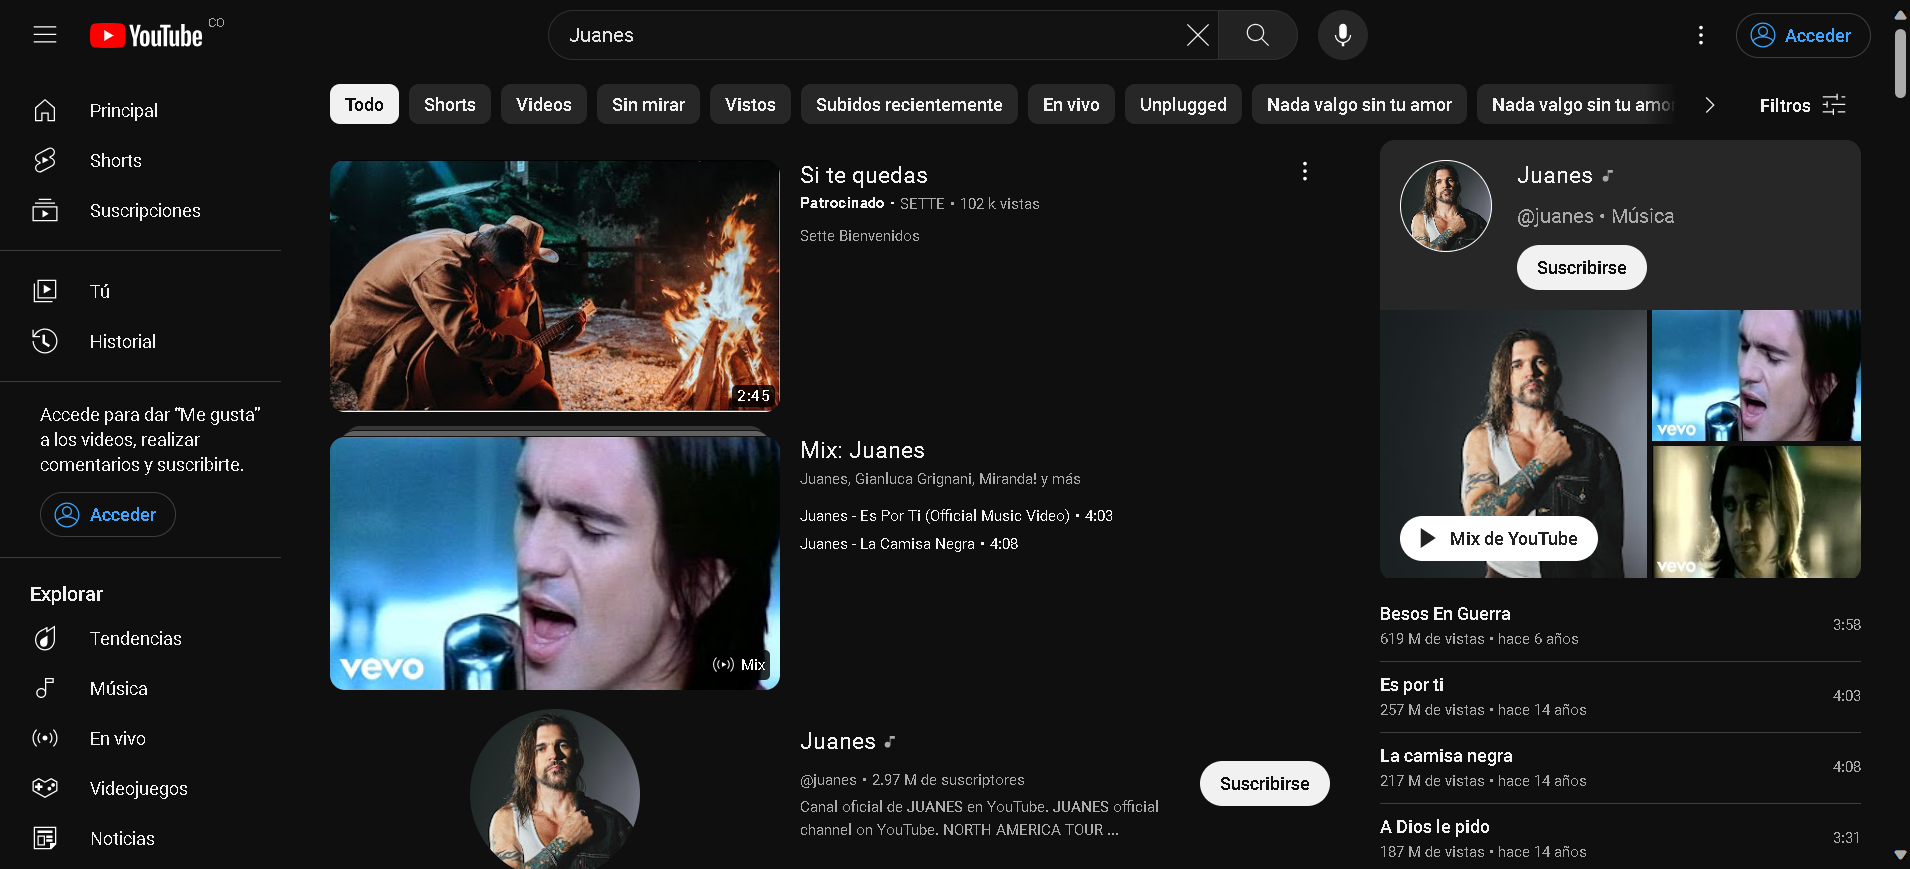 YouTube CO
Juanes
Acceder
Principal
Shorts
Suscripciones
Tú
Historial
Accede para dar “Me gusta”
a los videos, realizar
comentarios y suscribirte.
Acceder
Explorar
Tendencias
Música
En vivo
Videojuegos
Noticias
Todo
Shorts
Videos
Sin mirar
Vistos
Subidos recientemente
En vivo
Unplugged
Nada valgo sin tu amor
Nada valgo sin tu amor
Filtros
2:45
Si te quedas
Patrocinado • SETTE • 102 k vistas
Sette Bienvenidos
vevo
Mix
Mix: Juanes
Juanes, Gianluca Grignani, Miranda! y más
Juanes - Es Por Ti (Official Music Video) • 4:03
Juanes - La Camisa Negra • 4:08
Juanes
@juanes • 2.97 M de suscriptores
Canal oficial de JUANES en YouTube. JUANES official
channel on YouTube. NORTH AMERICA TOUR ...
Suscribirse
Juanes
@juanes • Música
Suscribirse
vevo
vevo
Mix de YouTube
Besos En Guerra
619 M de vistas • hace 6 años
3:58
Es por ti
257 M de vistas • hace 14 años
4:03
La camisa negra
217 M de vistas • hace 14 años
4:08
A Dios le pido
187 M de vistas • hace 14 años
3:31